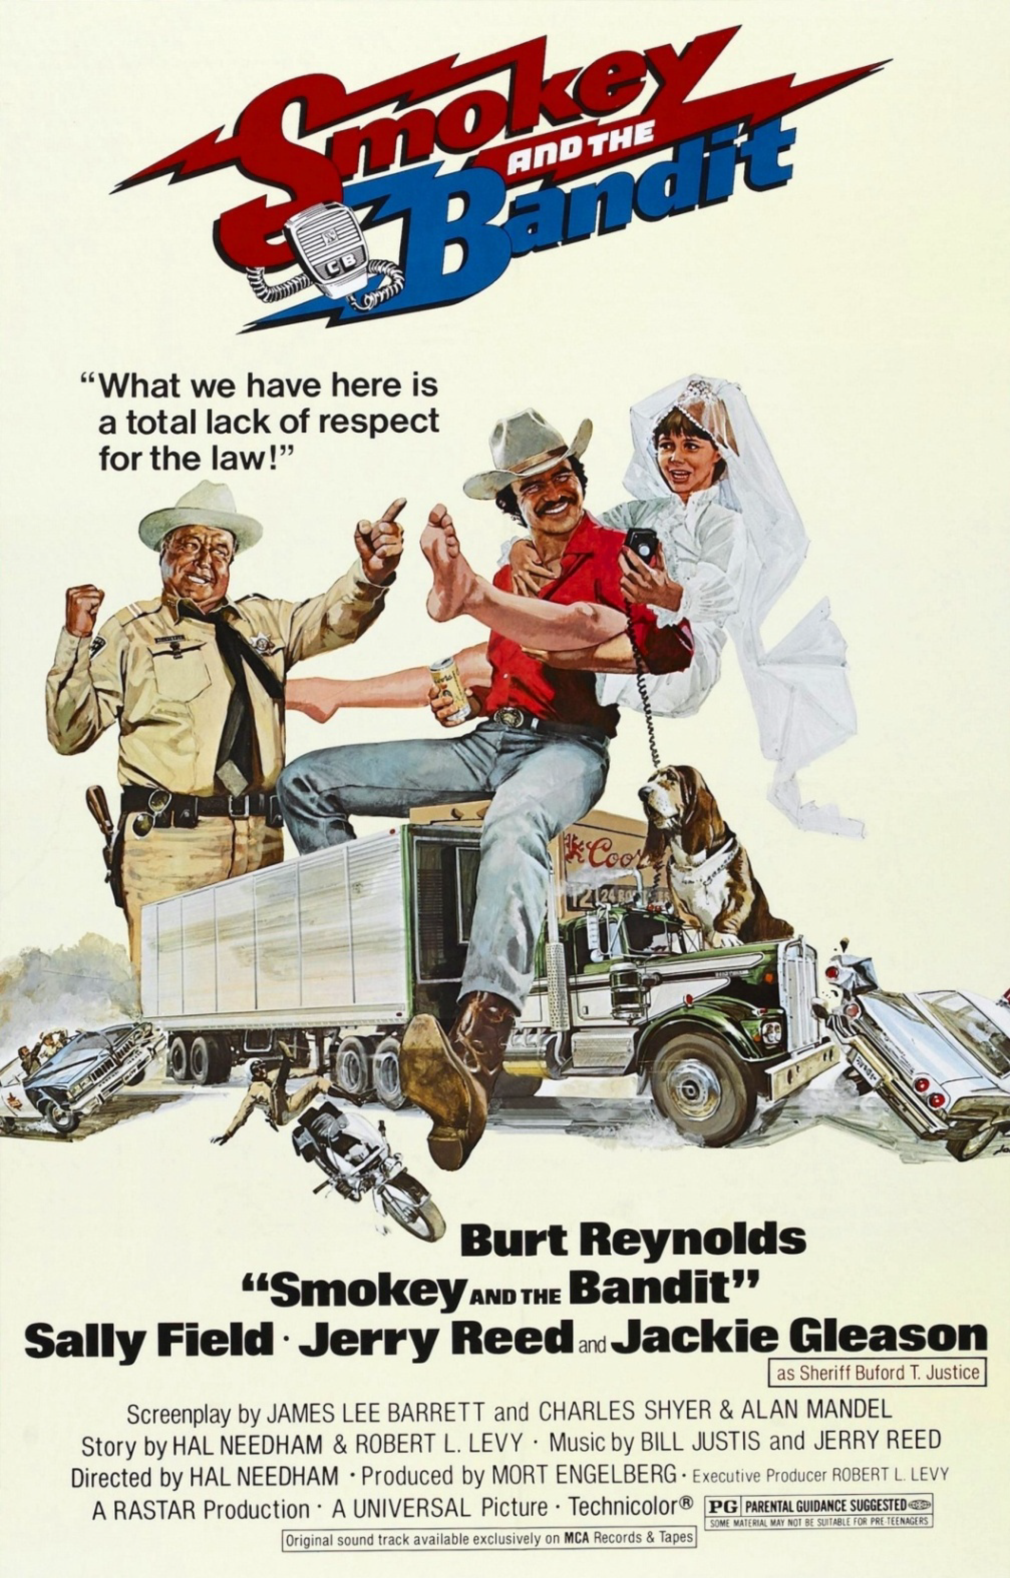 Smokey
AND THE
Bandit
CB
"What we have here is
a total lack of respect
for the law!"
Coor
12 24
Burt Reynolds
"Smokey AND THE Bandit"
Sally Field · Jerry Reed and Jackie Gleason
as Sheriff Buford T. Justice
Screenplay by JAMES LEE BARRETT and CHARLES SHYER & ALAN MANDEL
Story by HAL NEEDHAM & ROBERT L. LEVY · Music by BILL JUSTIS and JERRY REED
Directed by HAL NEEDHAM · Produced by MORT ENGELBERG · Executive Producer ROBERT L. LEVY
A RASTAR Production · A UNIVERSAL Picture · Technicolor®
PG PARENTAL GUIDANCE SUGGESTED
SOME MATERIAL MAY NOT BE SUITABLE FOR PRE-TEENAGERS
Original sound track available exclusively on MCA Records & Tapes